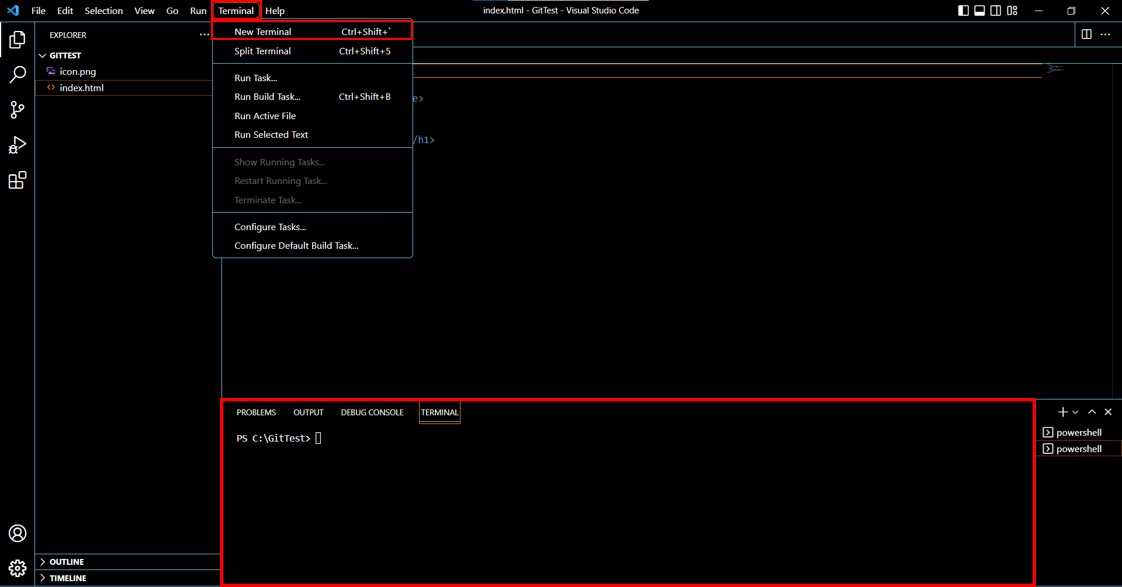 File Edit Selection View Go Run Terminal Help
index.html - GitTest - Visual Studio Code
EXPLORER
GITTEST
icon.png
index.html
New Terminal Ctrl+Shift+`
Split Terminal Ctrl+Shift+5
Run Task...
Run Build Task... Ctrl+Shift+B
Run Active File
Run Selected Text
Show Running Tasks...
Restart Running Task...
Terminate Task...
Configure Tasks...
Configure Default Build Task...
e>
/h1>
PROBLEMS OUTPUT DEBUG CONSOLE TERMINAL
PS C:\GitTest>
powershell
powershell
OUTLINE
TIMELINE